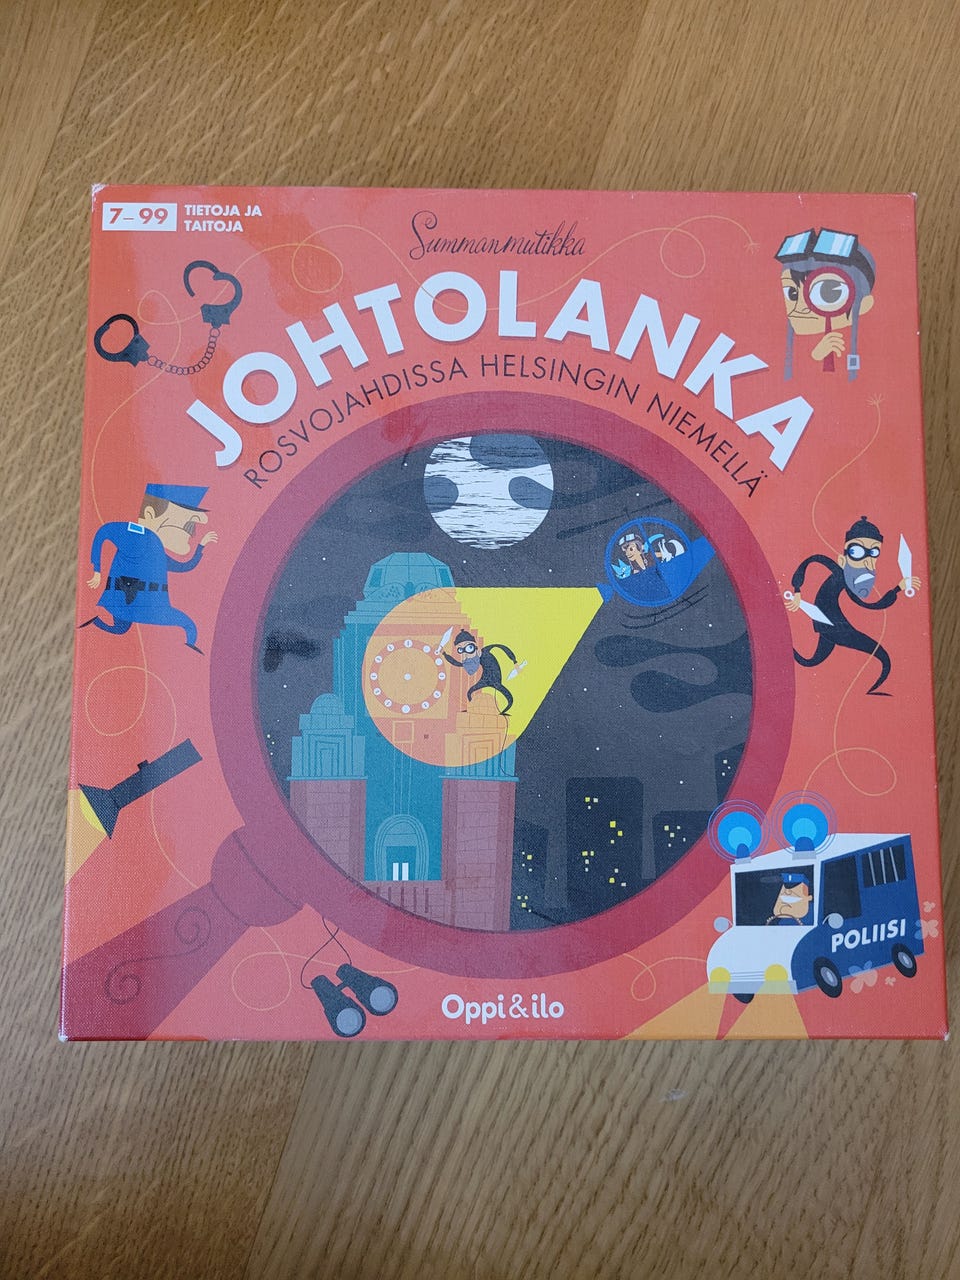 7–99 TIETOJA JA
TAITOJA
Summanmutikka
JOHTOLANKA
ROSVOJAHDISSA HELSINGIN NIEMELLÄ
POLIISI
Oppi&ilo